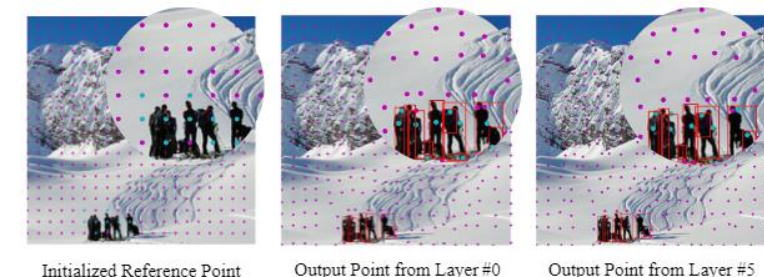 Initialized Reference Point
Output Point from Layer #0
Output Point from Layer #5